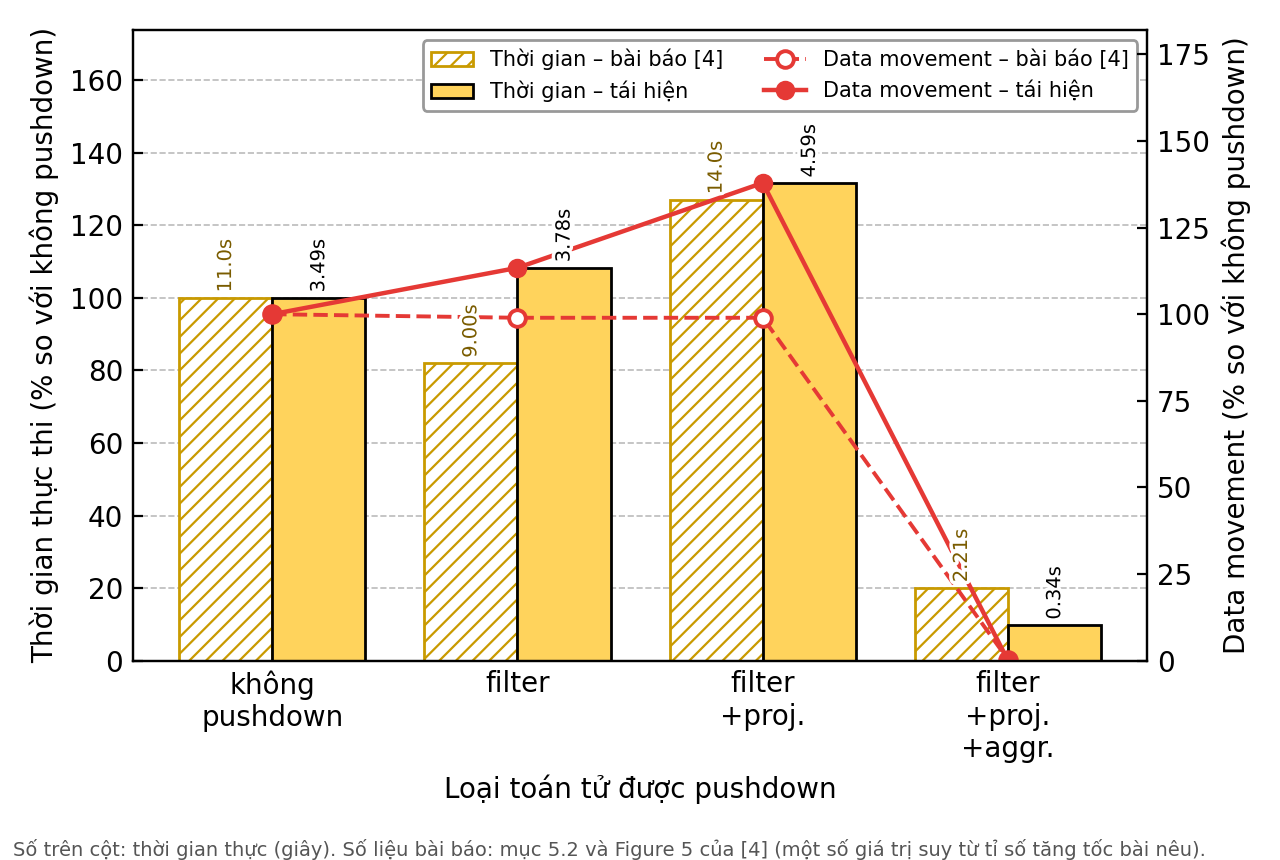 Thời gian – bài báo [4]
Thời gian – tái hiện
Data movement – bài báo [4]
Data movement – tái hiện
Thời gian thực thi (% so với không pushdown)
160
140
120
100
80
60
40
20
0
11.0s
3.49s
9.00s
3.78s
14.0s
4.59s
2.21s
0.34s
175
150
125
100
75
50
25
0
Data movement (% so với không pushdown)
không
pushdown
filter
filter
+proj.
filter
+proj.
+aggr.
Loại toán tử được pushdown
Số trên cột: thời gian thực (giây). Số liệu bài báo: mục 5.2 và Figure 5 của [4] (một số giá trị suy từ tỉ số tăng tốc bài nêu).